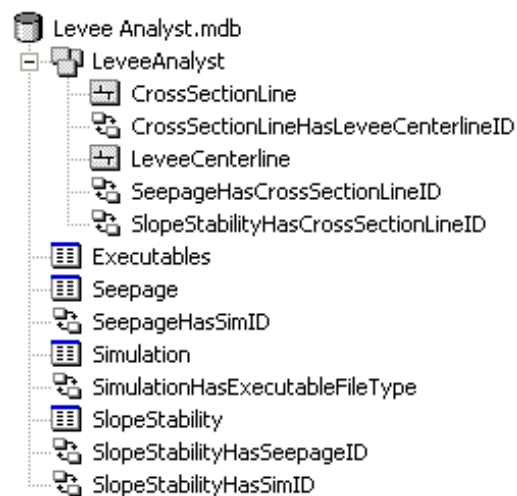 Levee Analyst.mdb
LeveeAnalyst
CrossSectionLine
CrossSectionLineHasLeveeCenterlineID
LeveeCenterline
SeepageHasCrossSectionLineID
SlopeStabilityHasCrossSectionLineID
Executables
Seepage
SeepageHasSimID
Simulation
SimulationHasExecutableFileType
SlopeStability
SlopeStabilityHasSeepageID
SlopeStabilityHasSimID